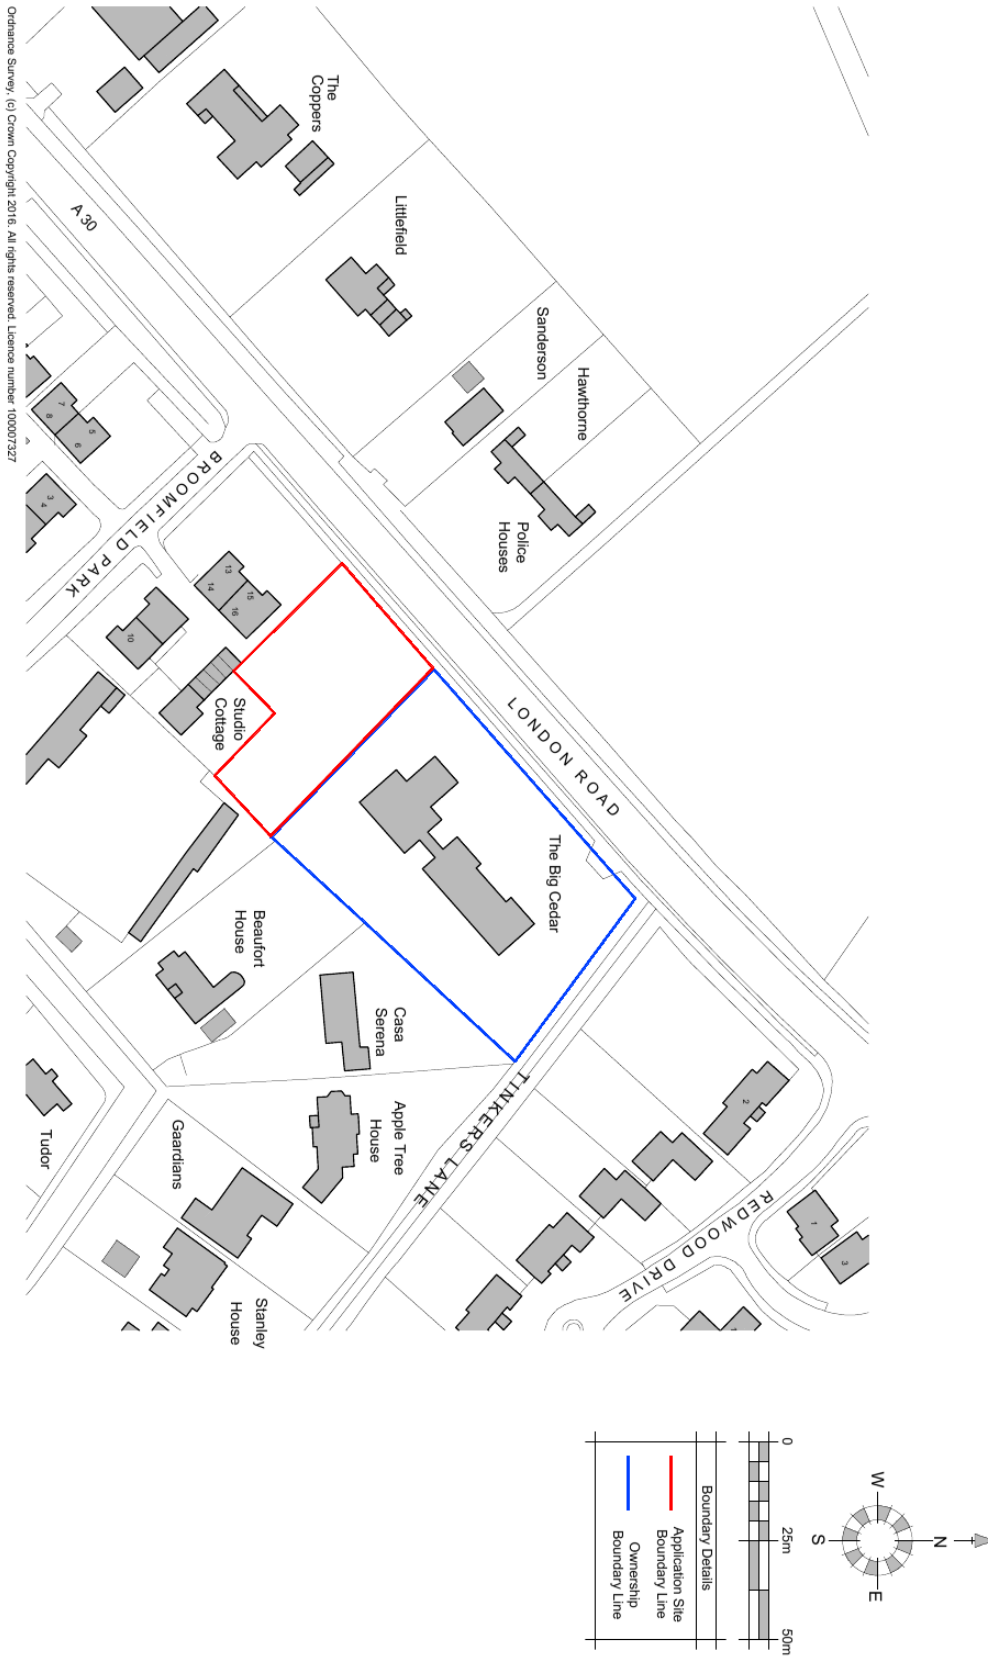 The
Coppers
Littlefield
Sanderson
Hawthorne
Police
Houses
A 30
BROOMFIELD PARK
LONDON ROAD
7
8
5
6
3
4
13
14
15
16
10
Studio
Cottage
The Big Cedar
Beaufort
House
Casa
Serena
Apple Tree
House
TINKERS LANE
REDWOOD DRIVE
2
1
3
Gaardians
Tudor
Stanley
House
W
N
S
E
0
25m
50m
Boundary Details
Application Site
Boundary Line
Ownership
Boundary Line
Ordnance Survey, (c) Crown Copyright 2016. All rights reserved. Licence number 100007327